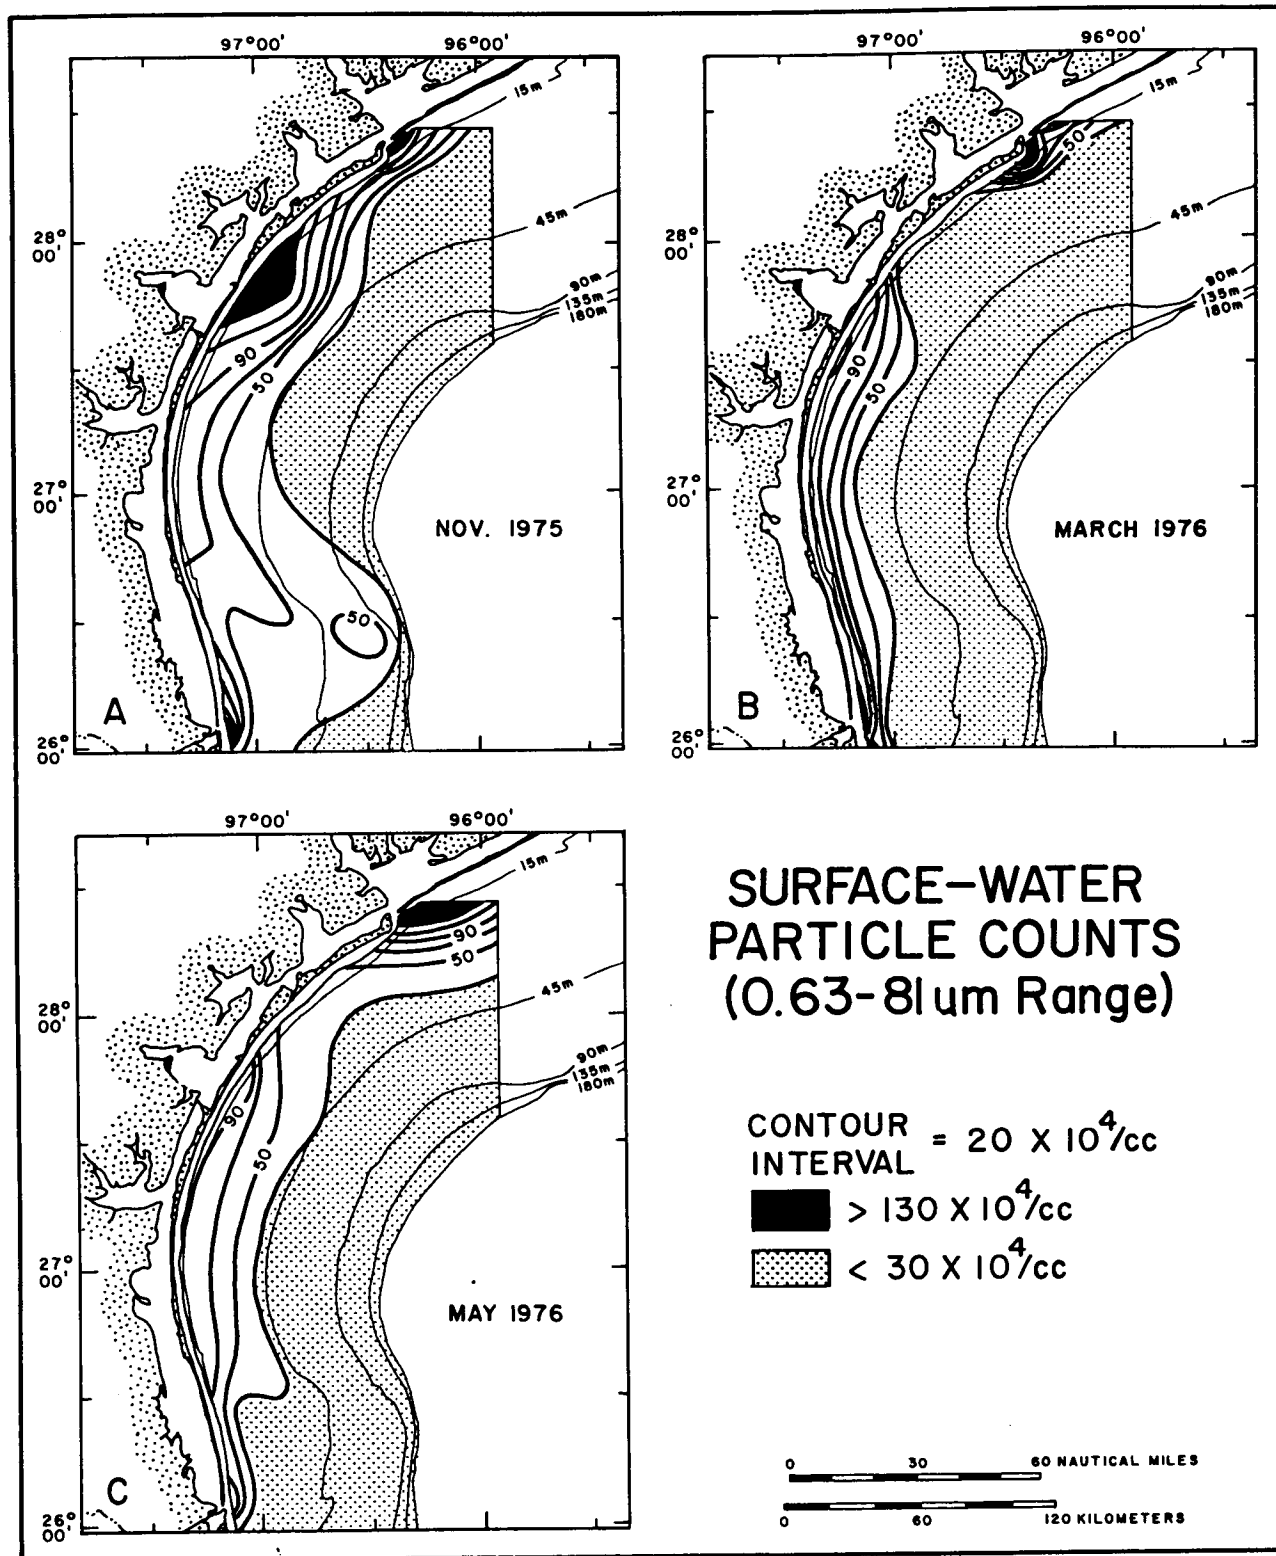 97°00' 96°00'
15m
45m
90m
135m
180m
28°
00'
90
50
27°
00'
NOV. 1975
50
A
26°
00'
97°00' 96°00'
15m
50
45m
90m
135m
180m
28°
00'
90
50
27°
00'
MARCH 1976
B
26°
00'
97°00' 96°00'
15m
90
50
45m
28°
00'
90m
135m
180m
90
50
27°
00'
MAY 1976
C
26°
00'
SURFACE-WATER
PARTICLE COUNTS
(0.63-81um Range)
CONTOUR
INTERVAL = 20 X 10⁴/cc
> 130 X 10⁴/cc
< 30 X 10⁴/cc
0 30 60 NAUTICAL MILES
0 60 120 KILOMETERS